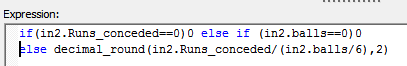 Expression:
if(in2.Runs_conceded==0)0 else if (in2.balls==0)0
else decimal_round(in2.Runs_conceded/(in2.balls/6),2)